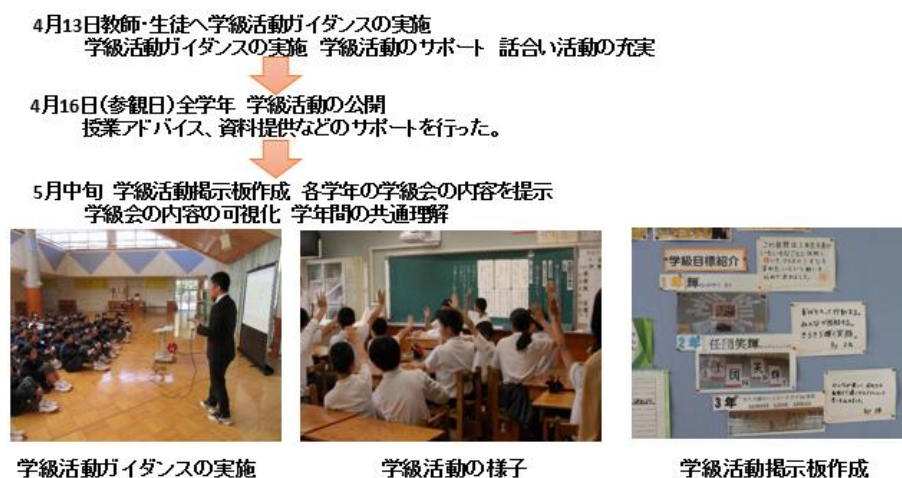 4月13日教師・生徒へ学級活動ガイダンスの実施
学級活動ガイダンスの実施 学級活動のサポート 話合い活動の充実
4月16日(参観日)全学年 学級活動の公開
授業アドバイス、資料提供などのサポートを行った。
5月中旬 学級活動掲示板作成 各学年の学級会の内容を提示
学級会の内容の可視化 学年間の共通理解
学級目標紹介
1年 輝
2年 任団笑輝
3年
学級活動ガイダンスの実施
学級活動の様子
学級活動掲示板作成